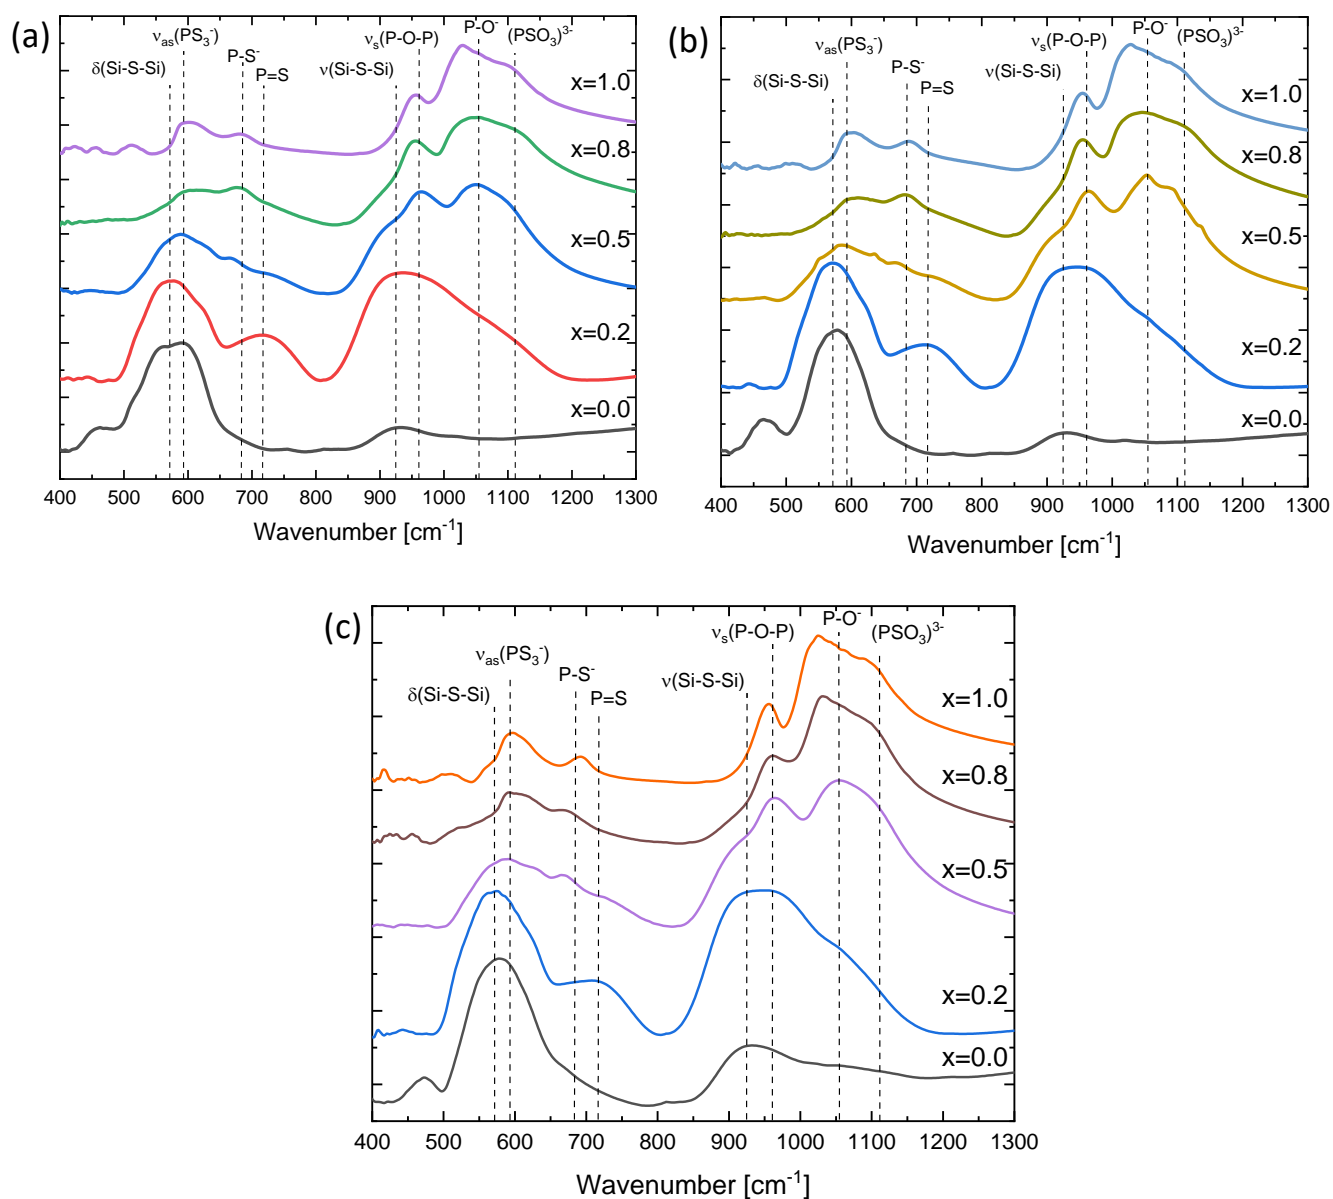 (a)
νas(PS3-)
νs(P-O-P)
P-O-
(PSO3)3-
P-S-
δ(Si-S-Si)
P=S
ν(Si-S-Si)
x=1.0
x=0.8
x=0.5
x=0.2
x=0.0
400 500 600 700 800 900 1000 1100 1200 1300
Wavenumber [cm-1]
(b)
νas(PS3-)
νs(P-O-P)
P-O-
(PSO3)3-
P-S-
δ(Si-S-Si)
P=S
ν(Si-S-Si)
x=1.0
x=0.8
x=0.5
x=0.2
x=0.0
400 500 600 700 800 900 1000 1100 1200 1300
Wavenumber [cm-1]
(c)
νas(PS3-)
νs(P-O-P)
P-O-
(PSO3)3-
P-S-
δ(Si-S-Si)
P=S
ν(Si-S-Si)
x=1.0
x=0.8
x=0.5
x=0.2
x=0.0
400 500 600 700 800 900 1000 1100 1200 1300
Wavenumber [cm-1]